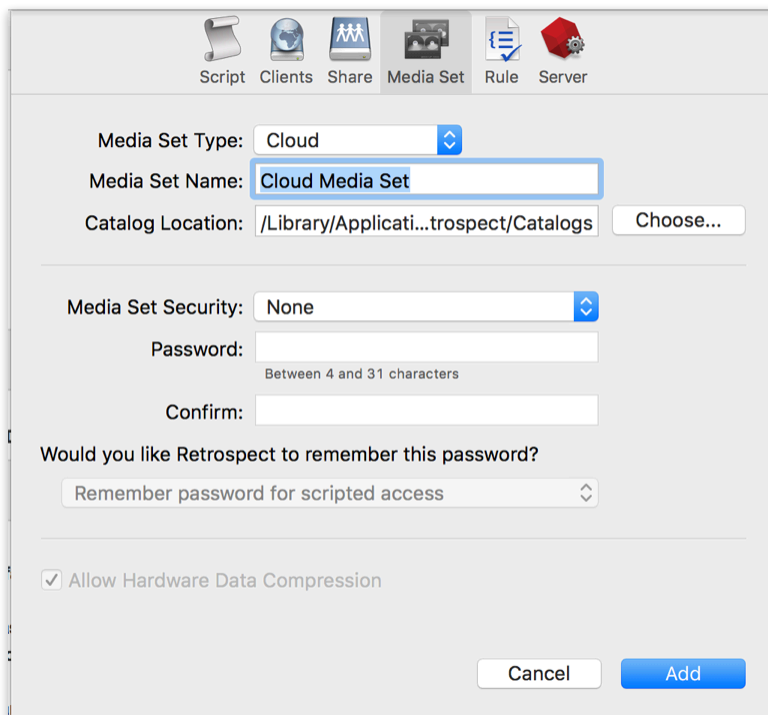 Script Clients Share Media Set Rule Server
Media Set Type: Cloud
Media Set Name: Cloud Media Set
Catalog Location: /Library/Applicati...trospect/Catalogs Choose...
Media Set Security: None
Password:
Between 4 and 31 characters
Confirm:
Would you like Retrospect to remember this password?
Remember password for scripted access
Allow Hardware Data Compression
Cancel Add